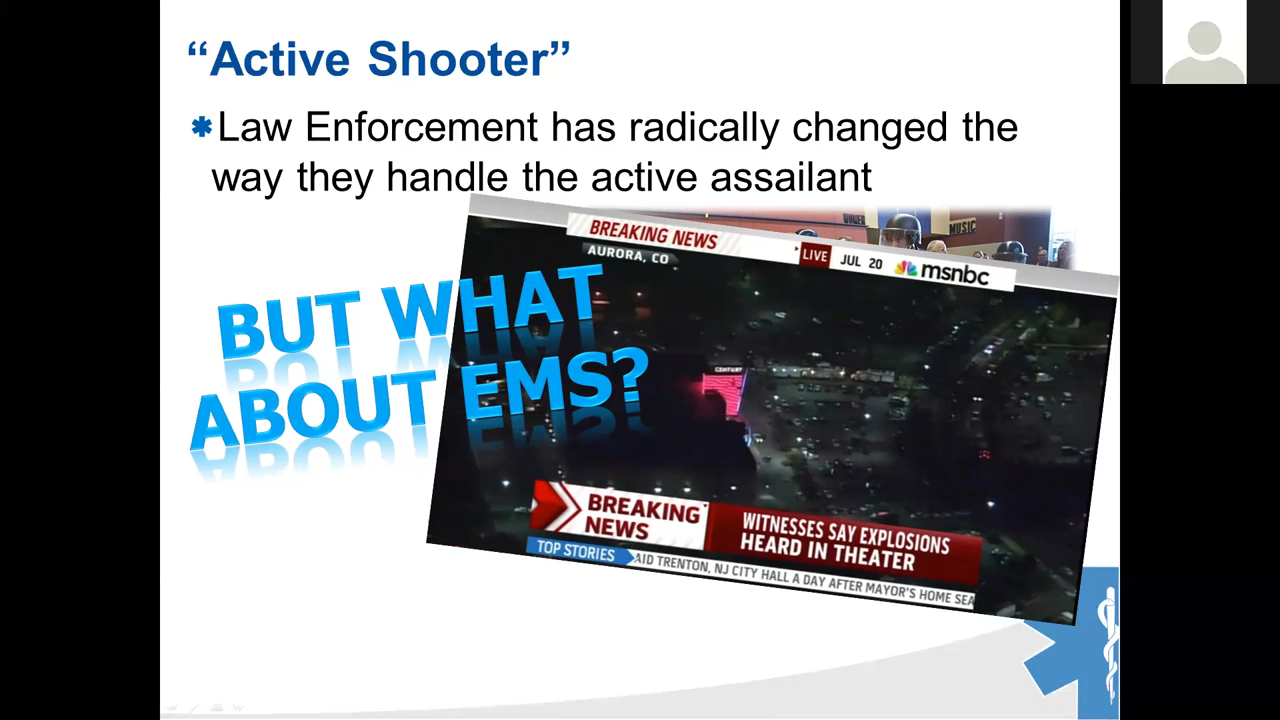 “Active Shooter”
Law Enforcement has radically changed the
way they handle the active assailant
VIDEO
MUSIC
BREAKING NEWS
LIVE JUL 20 msnbc
AURORA, CO
BUT WHAT
ABOUT EMS?
CENTURY
BREAKING
NEWS
WITNESSES SAY EXPLOSIONS
HEARD IN THEATER
TOP STORIES AID TRENTON, NJ CITY HALL A DAY AFTER MAYOR'S HOME SEA